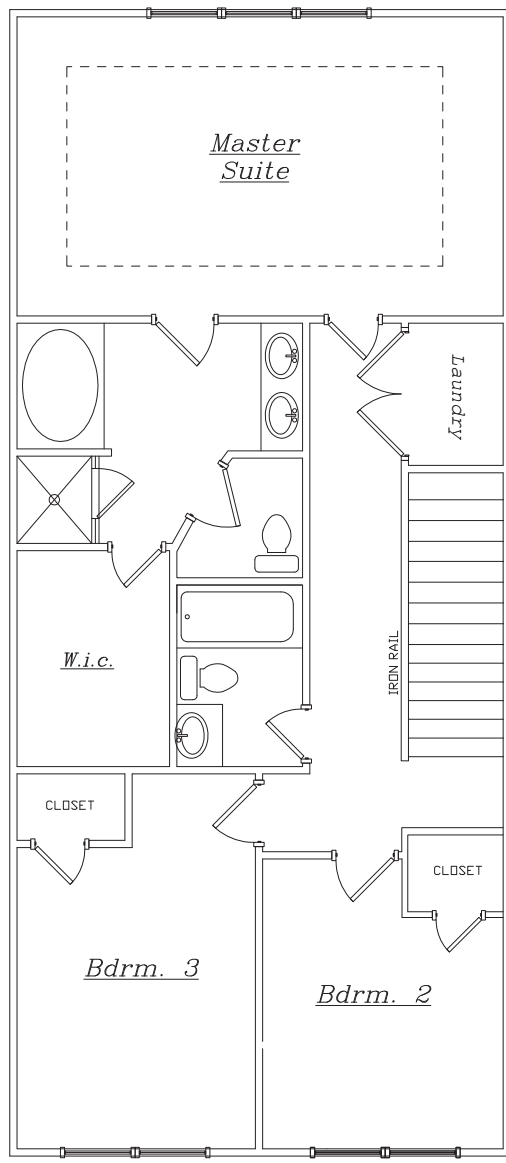 Master
Suite
Laundry
IRON RAIL
W.i.c.
CLOSET
CLOSET
Bdrm. 3
Bdrm. 2